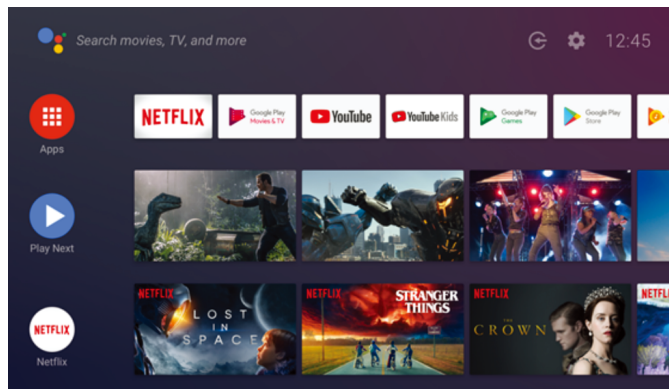 Search movies, TV, and more
12:45
Apps
NETFLIX
Google Play
Movies & TV
YouTube
YouTube Kids
Google Play
Games
Google Play
Store
Play Next
NETFLIX
Netflix
NETFLIX
LOST
IN
SPACE
NETFLIX
STRANGER
THINGS
NETFLIX
THE
CROWN